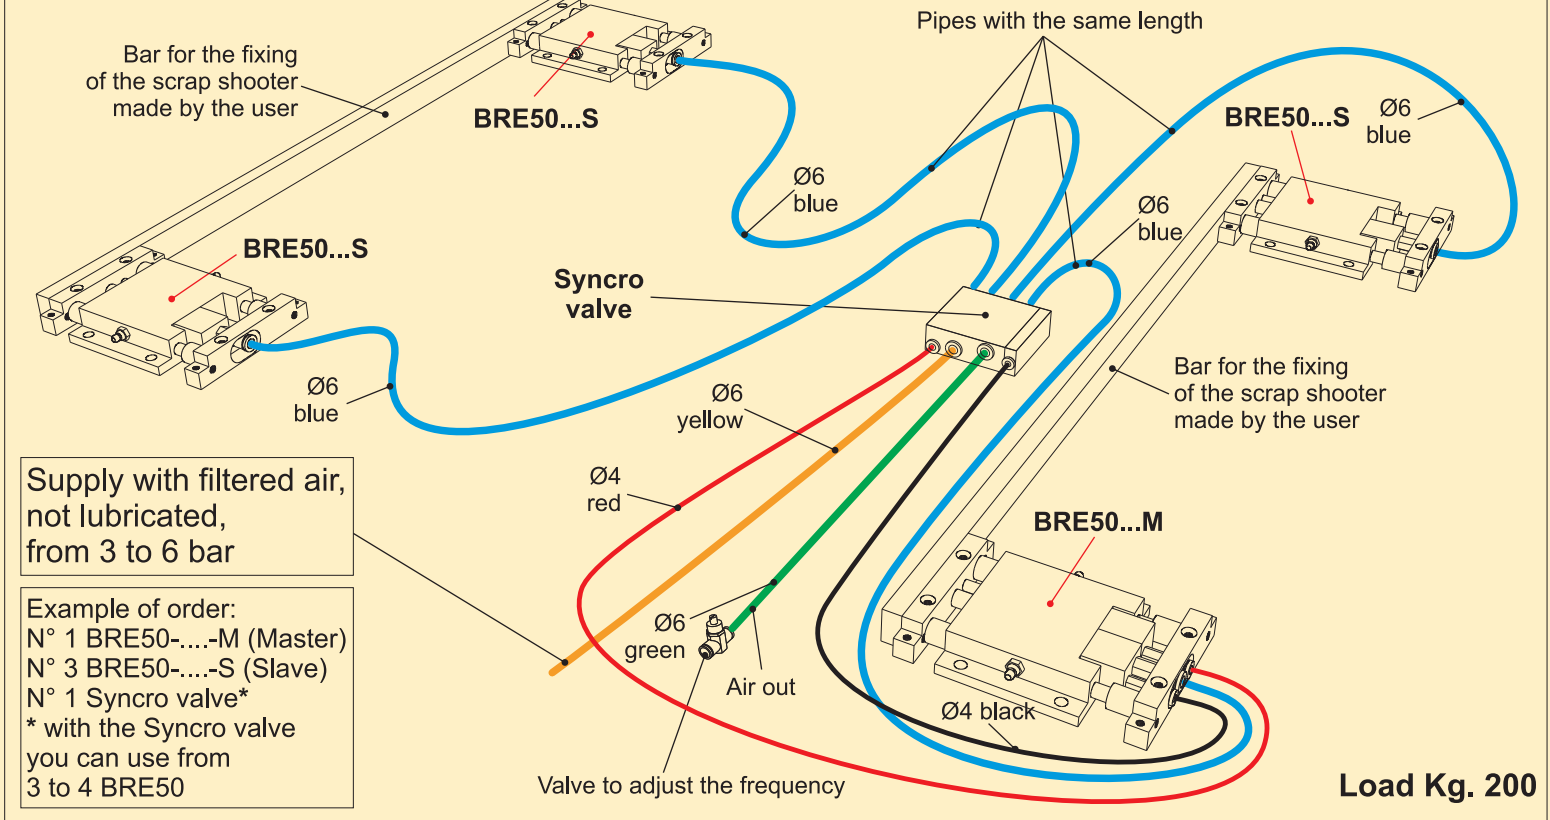 Pipes with the same length
Bar for the fixing
of the scrap shooter
made by the user
BRE50...S
BRE50...S
Ø6
blue
Ø6
blue
Ø6
blue
BRE50...S
Syncro
valve
Ø6
blue
Ø6
yellow
Bar for the fixing
of the scrap shooter
made by the user
Supply with filtered air,
not lubricated,
from 3 to 6 bar
Ø4
red
BRE50...M
Example of order:
N° 1 BRE50-....-M (Master)
N° 3 BRE50-....-S (Slave)
N° 1 Syncro valve*
* with the Syncro valve
you can use from
3 to 4 BRE50
Ø6
green
Air out
Ø4 black
Valve to adjust the frequency
Load Kg. 200